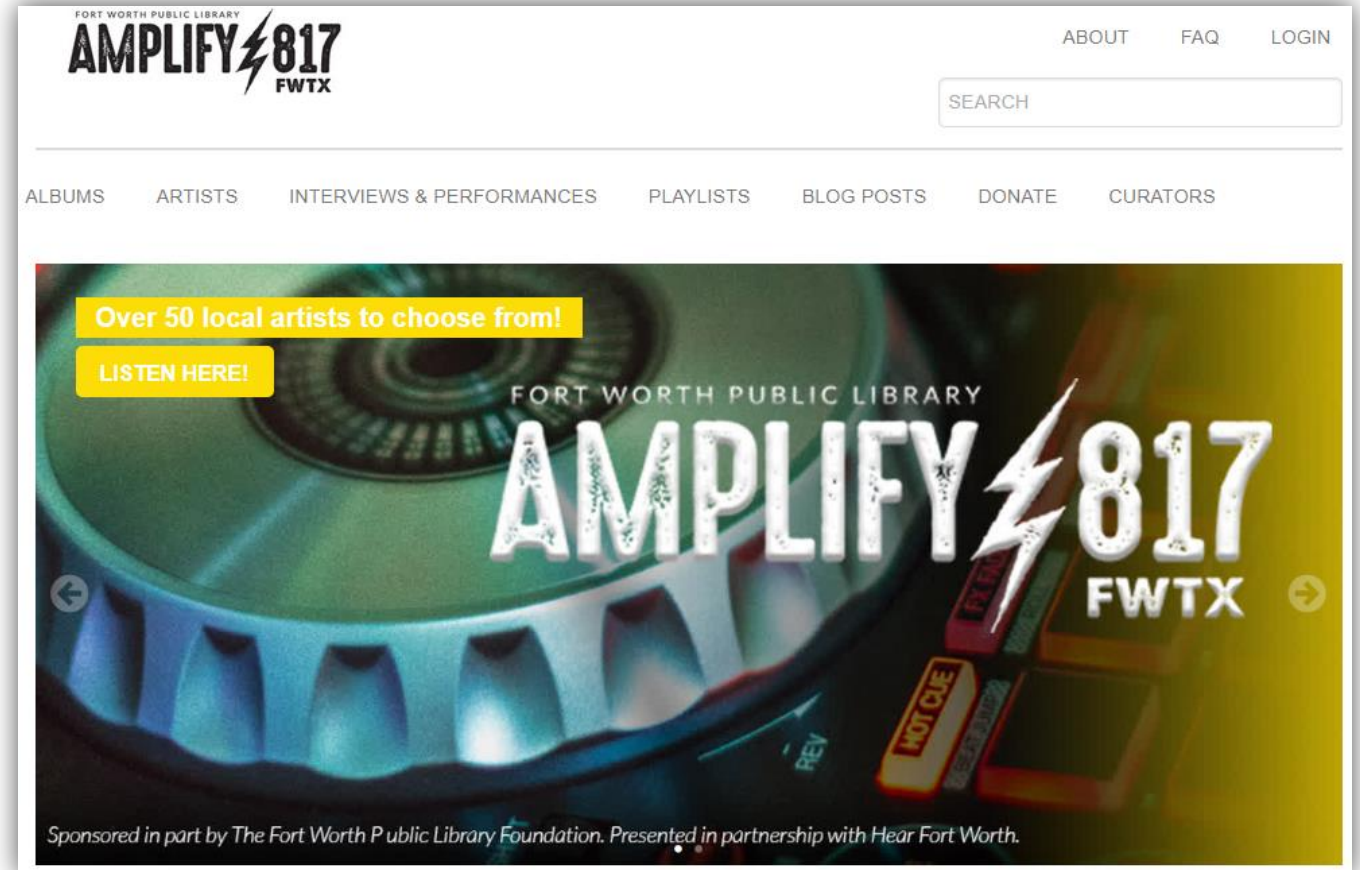 FORT WORTH PUBLIC LIBRARY
AMPLIFY 817
FWTX
ABOUT FAQ LOGIN
SEARCH
ALBUMS ARTISTS INTERVIEWS & PERFORMANCES PLAYLISTS BLOG POSTS DONATE CURATORS
Over 50 local artists to choose from!
LISTEN HERE!
FORT WORTH PUBLIC LIBRARY
AMPLIFY 817
FWTX
HOT CUE
REV
Sponsored in part by The Fort Worth P ublic Library Foundation. Presented in partnership with Hear Fort Worth.